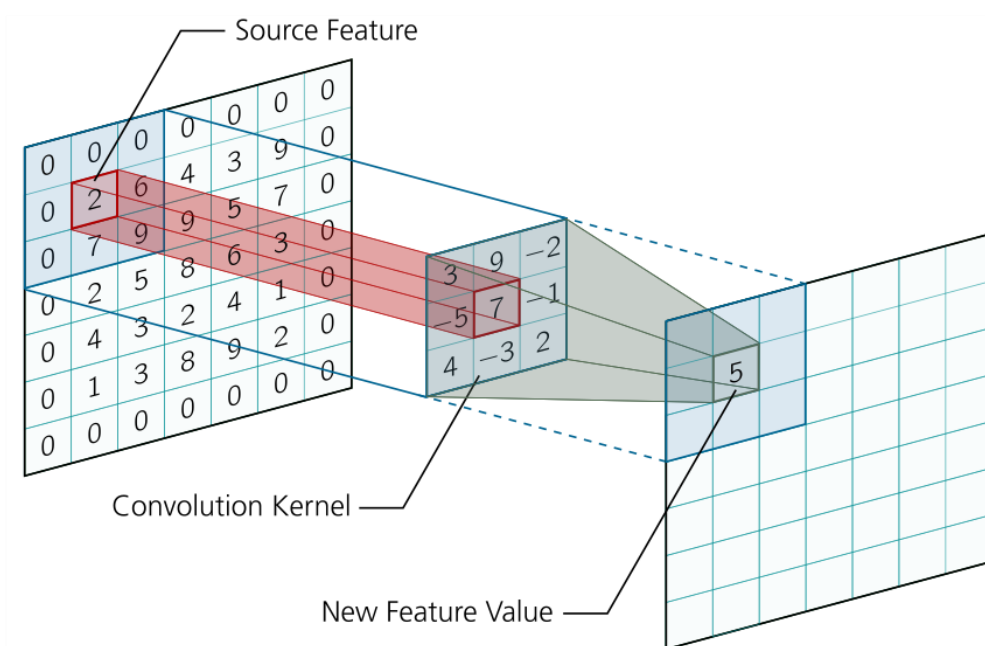 Source Feature
0 0 0 0 0 0 0
0 2 6 4 3 9 0
0 7 9 9 5 7 0
0 2 5 8 6 3 0
0 4 3 2 4 1 0
0 1 3 8 9 2 0
0 0 0 0 0 0 0
3 9 −2
−5 7 −1
4 −3 2
5
Convolution Kernel
New Feature Value